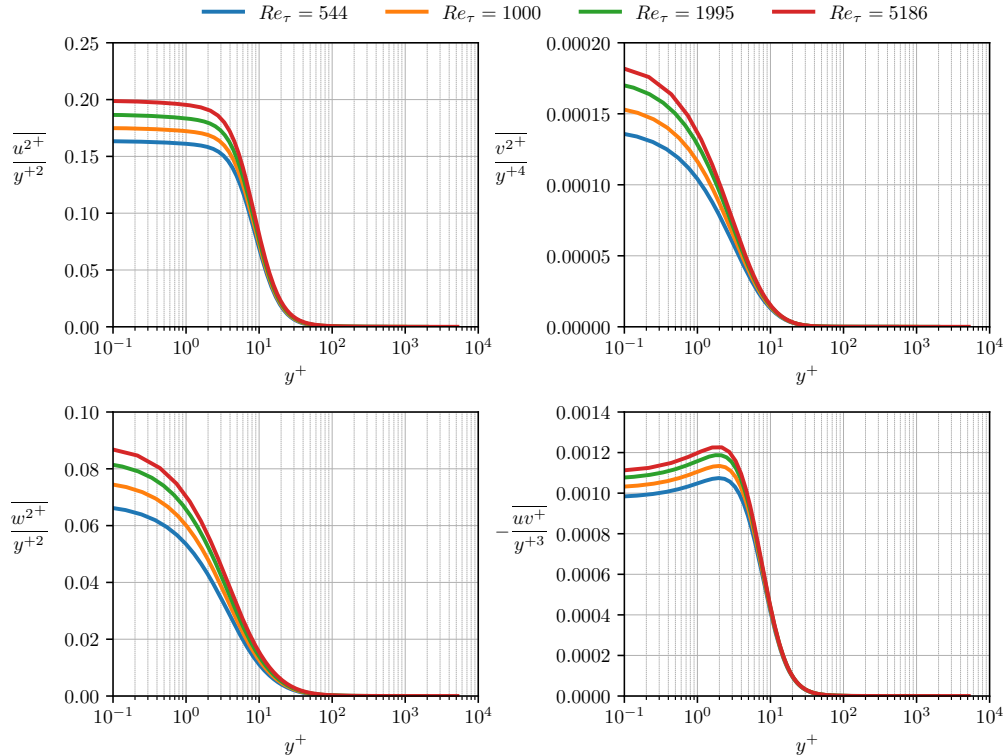 Re_τ = 544 Re_τ = 1000 Re_τ = 1995 Re_τ = 5186
0.25
0.20
0.15
0.10
0.05
0.00
10⁻¹ 10⁰ 10¹ 10² 10³ 10⁴
y⁺
u²⁺
y⁺²
0.00020
0.00015
0.00010
0.00005
0.00000
10⁻¹ 10⁰ 10¹ 10² 10³ 10⁴
y⁺
v²⁺
y⁺⁴
0.10
0.08
0.06
0.04
0.02
0.00
10⁻¹ 10⁰ 10¹ 10² 10³ 10⁴
y⁺
w²⁺
y⁺²
0.0014
0.0012
0.0010
0.0008
0.0006
0.0004
0.0002
0.0000
10⁻¹ 10⁰ 10¹ 10² 10³ 10⁴
y⁺
−uv⁺
y⁺³